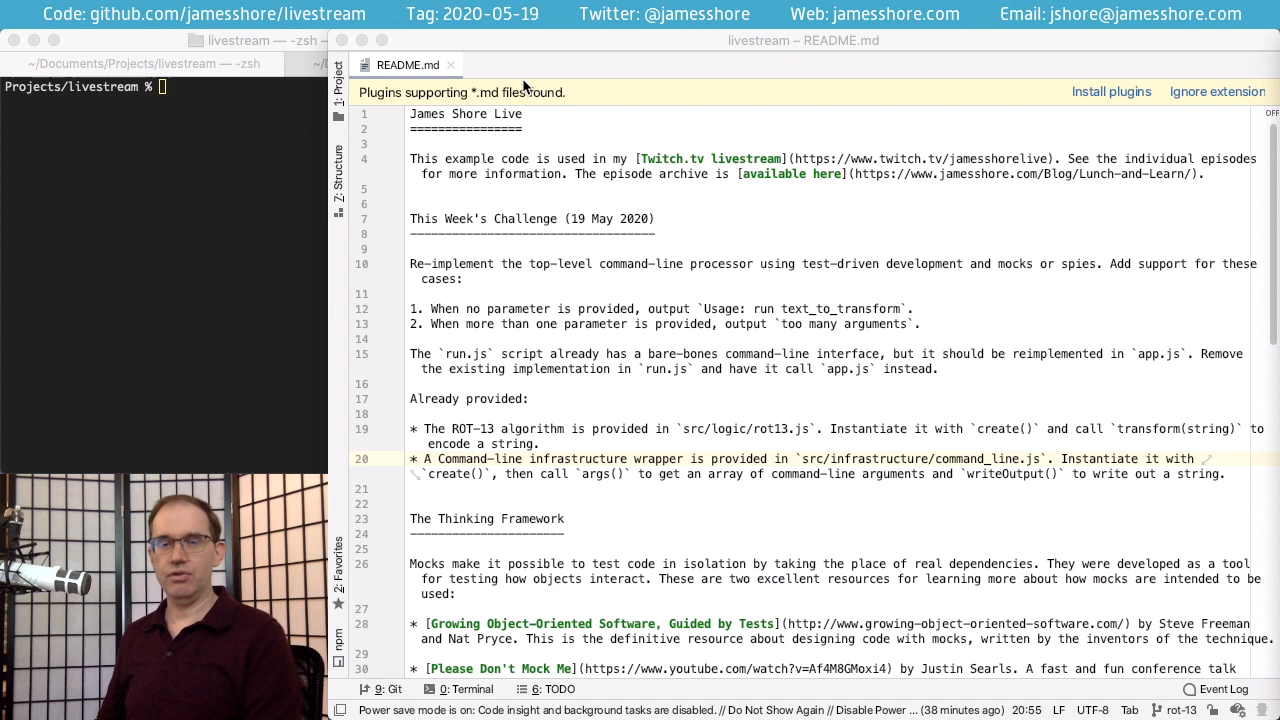 Code: github.com/jamesshore/livestream Tag: 2020-05-19 Twitter: @jamesshore Web: jamesshore.com Email: jshore@jamesshore.com
livestream — -zsh
livestream – README.md
~/Documents/Projects/livestream — -zsh
~/D
README.md
Projects/livestream %
Plugins supporting *.md files found.
Install plugins Ignore extension
OFF
1: Project
7: Structure
2: Favorites
npm
1 James Shore Live
2 ================
3
4 This example code is used in my [Twitch.tv livestream](https://www.twitch.tv/jamesshorelive). See the individual episodes
for more information. The episode archive is [available here](https://www.jamesshore.com/Blog/Lunch-and-Learn/).
5
6
7 This Week's Challenge (19 May 2020)
8 -----------------------------------
9
10 Re-implement the top-level command-line processor using test-driven development and mocks or spies. Add support for these
cases:
11
12 1. When no parameter is provided, output `Usage: run text_to_transform`.
13 2. When more than one parameter is provided, output `too many arguments`.
14
15 The `run.js` script already has a bare-bones command-line interface, but it should be reimplemented in `app.js`. Remove
the existing implementation in `run.js` and have it call `app.js` instead.
16
17 Already provided:
18
19 * The ROT-13 algorithm is provided in `src/logic/rot13.js`. Instantiate it with `create()` and call `transform(string)` to
encode a string.
20 * A Command-line infrastructure wrapper is provided in `src/infrastructure/command_line.js`. Instantiate it with
`create()`, then call `args()` to get an array of command-line arguments and `writeOutput()` to write out a string.
21
22
23 The Thinking Framework
24 ----------------------
25
26 Mocks make it possible to test code in isolation by taking the place of real dependencies. They were developed as a tool
for testing how objects interact. These are two excellent resources for learning more about how mocks are intended to be
used:
27
28 * [Growing Object-Oriented Software, Guided by Tests](http://www.growing-object-oriented-software.com/) by Steve Freeman
and Nat Pryce. This is the definitive resource about designing code with mocks, written by the inventors of the technique.
29
30 * [Please Don't Mock Me](https://www.youtube.com/watch?v=Af4M8GMoxi4) by Justin Searls. A fast and fun conference talk
9: Git 0: Terminal 6: TODO Event Log
Power save mode is on: Code insight and background tasks are disabled. // Do Not Show Again // Disable Power ... (38 minutes ago) 20:55 LF UTF-8 Tab rot-13